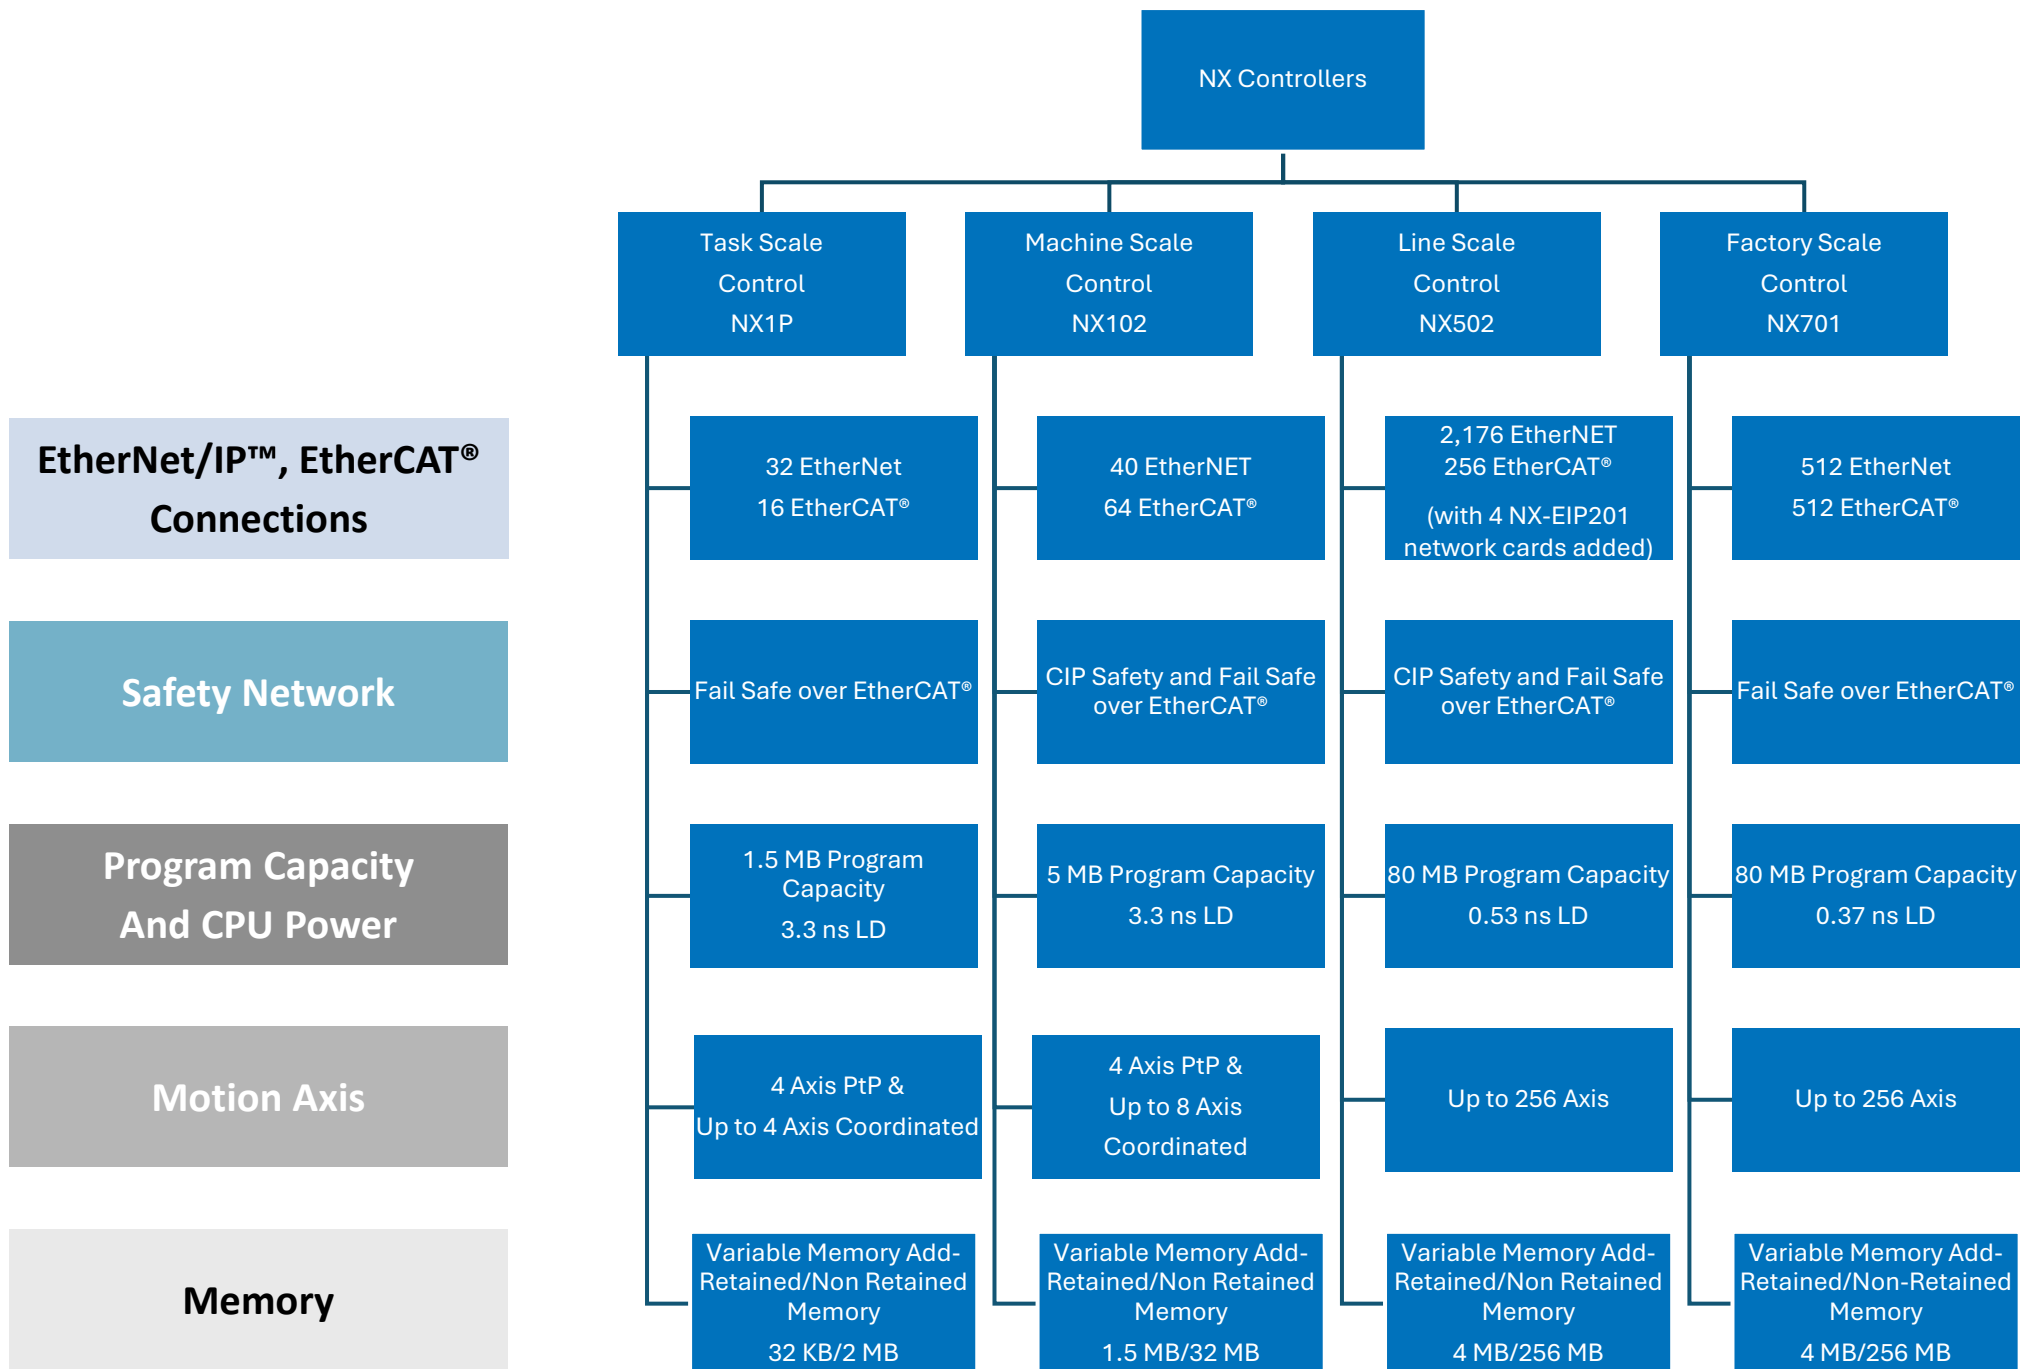 NX Controllers
Task Scale
Control
NX1P
Machine Scale
Control
NX102
Line Scale
Control
NX502
Factory Scale
Control
NX701
EtherNet/IP™, EtherCAT®
Connections
32 EtherNet
16 EtherCAT®
40 EtherNET
64 EtherCAT®
2,176 EtherNET
256 EtherCAT®
(with 4 NX-EIP201
network cards added)
512 EtherNet
512 EtherCAT®
Safety Network
Fail Safe over EtherCAT®
CIP Safety and Fail Safe
over EtherCAT®
CIP Safety and Fail Safe
over EtherCAT®
Fail Safe over EtherCAT®
Program Capacity
And CPU Power
1.5 MB Program
Capacity
3.3 ns LD
5 MB Program Capacity
3.3 ns LD
80 MB Program Capacity
0.53 ns LD
80 MB Program Capacity
0.37 ns LD
Motion Axis
4 Axis PtP &
Up to 4 Axis Coordinated
4 Axis PtP &
Up to 8 Axis
Coordinated
Up to 256 Axis
Up to 256 Axis
Memory
Variable Memory Add-
Retained/Non Retained
Memory
32 KB/2 MB
Variable Memory Add-
Retained/Non Retained
Memory
1.5 MB/32 MB
Variable Memory Add-
Retained/Non Retained
Memory
4 MB/256 MB
Variable Memory Add-
Retained/Non-Retained
Memory
4 MB/256 MB